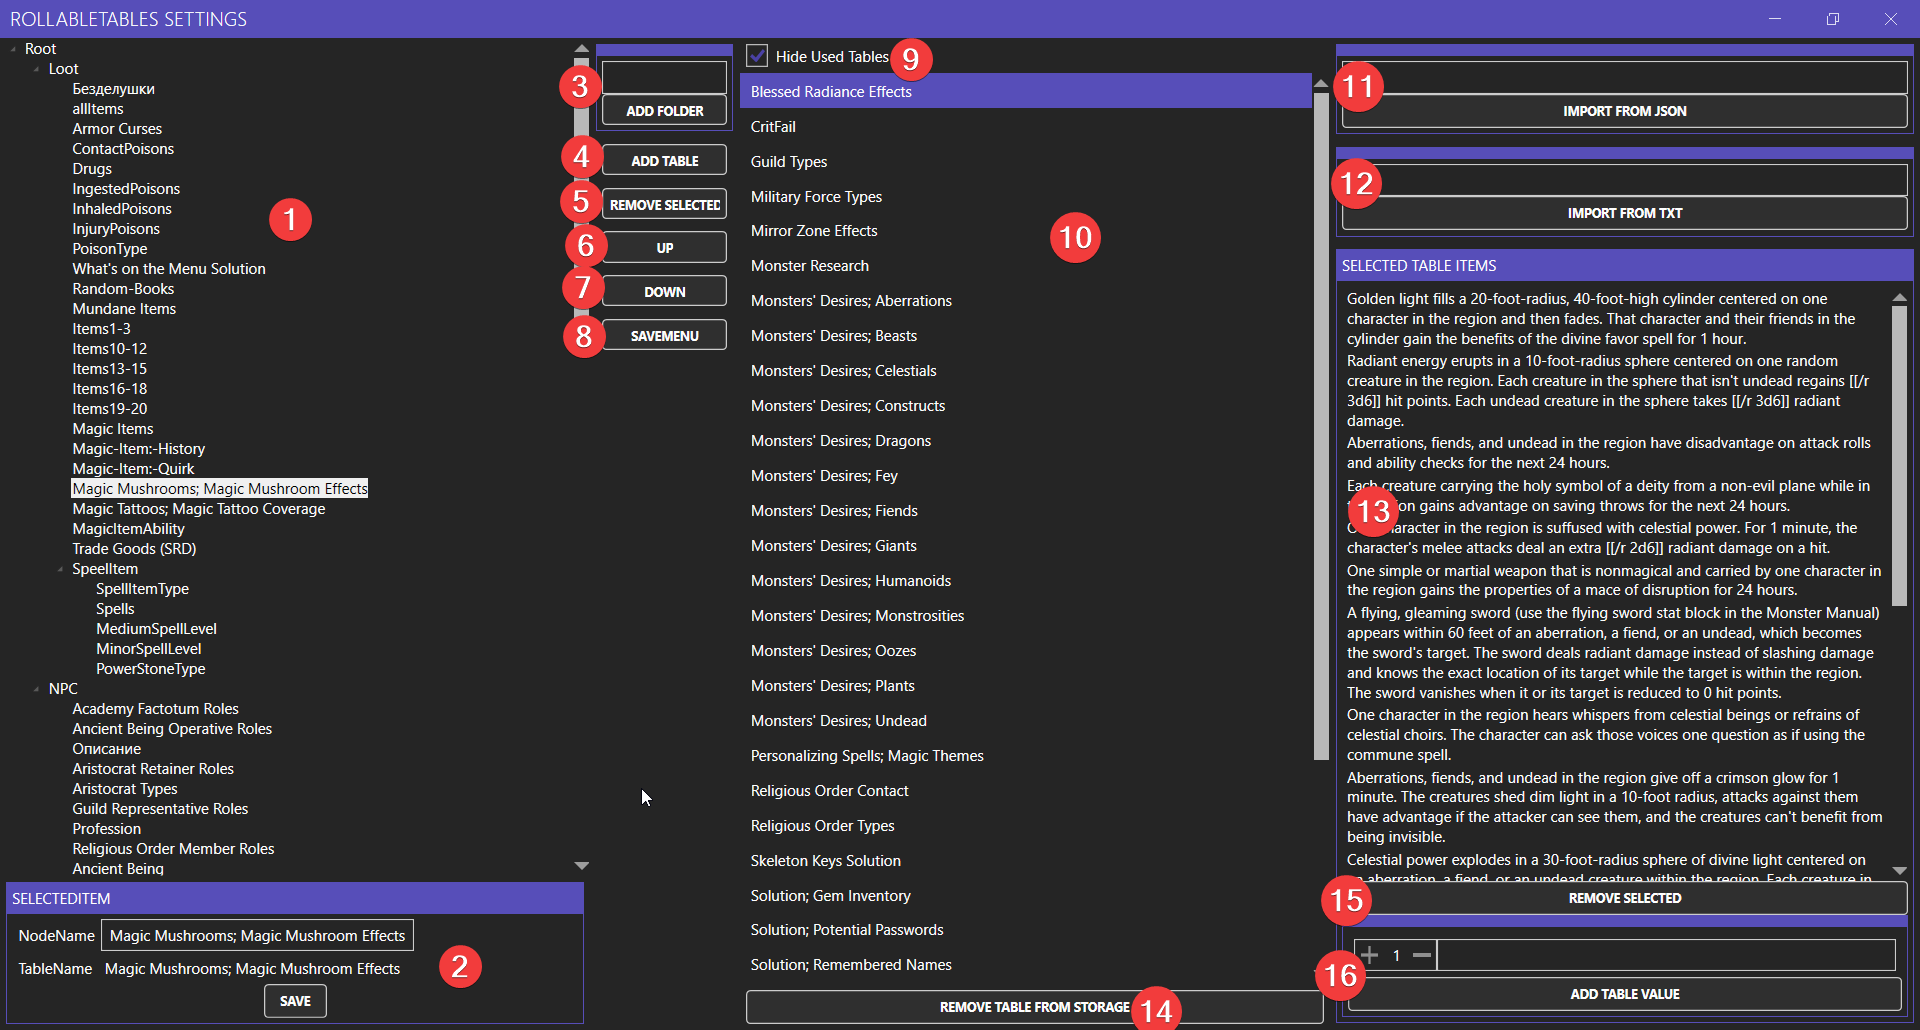 ROLLABLETABLES SETTINGS
Root
Loot
Безделушки
allItems
Armor Curses
ContactPoisons
Drugs
IngestedPoisons
InhaledPoisons
InjuryPoisons
PoisonType
What's on the Menu Solution
Random-Books
Mundane Items
Items1-3
Items10-12
Items13-15
Items16-18
Items19-20
Magic Items
Magic-Item:-History
Magic-Item:-Quirk
Magic Mushrooms; Magic Mushroom Effects
Magic Tattoos; Magic Tattoo Coverage
MagicItemAbility
Trade Goods (SRD)
SpeelItem
SpellItemType
Spells
MediumSpellLevel
MinorSpellLevel
PowerStoneType
NPC
Academy Factotum Roles
Ancient Being Operative Roles
Описание
Aristocrat Retainer Roles
Aristocrat Types
Guild Representative Roles
Profession
Religious Order Member Roles
Ancient Being
1
SELECTEDITEM
NodeName Magic Mushrooms; Magic Mushroom Effects
TableName Magic Mushrooms; Magic Mushroom Effects
2
SAVE
3
ADD FOLDER
4 ADD TABLE
5 REMOVE SELECTED
6 UP
7 DOWN
8 SAVEMENU
Hide Used Tables 9
Blessed Radiance Effects
CritFail
Guild Types
Military Force Types
Mirror Zone Effects
Monster Research
Monsters' Desires; Aberrations
Monsters' Desires; Beasts
Monsters' Desires; Celestials
Monsters' Desires; Constructs
Monsters' Desires; Dragons
Monsters' Desires; Fey
Monsters' Desires; Fiends
Monsters' Desires; Giants
Monsters' Desires; Humanoids
Monsters' Desires; Monstrosities
Monsters' Desires; Oozes
Monsters' Desires; Plants
Monsters' Desires; Undead
Personalizing Spells; Magic Themes
Religious Order Contact
Religious Order Types
Skeleton Keys Solution
Solution; Gem Inventory
Solution; Potential Passwords
Solution; Remembered Names
10
REMOVE TABLE FROM STORAGE 14
11
IMPORT FROM JSON
12
IMPORT FROM TXT
SELECTED TABLE ITEMS
Golden light fills a 20-foot-radius, 40-foot-high cylinder centered on one
character in the region and then fades. That character and their friends in the
cylinder gain the benefits of the divine favor spell for 1 hour.
Radiant energy erupts in a 10-foot-radius sphere centered on one random
creature in the region. Each creature in the sphere that isn't undead regains [[/r
3d6]] hit points. Each undead creature in the sphere takes [[/r 3d6]] radiant
damage.
Aberrations, fiends, and undead in the region have disadvantage on attack rolls
and ability checks for the next 24 hours.
Each creature carrying the holy symbol of a deity from a non-evil plane while in
gains advantage on saving throws for the next 24 hours.
13
in the region is suffused with celestial power. For 1 minute, the
character's melee attacks deal an extra [[/r 2d6]] radiant damage on a hit.
One simple or martial weapon that is nonmagical and carried by one character in
the region gains the properties of a mace of disruption for 24 hours.
A flying, gleaming sword (use the flying sword stat block in the Monster Manual)
appears within 60 feet of an aberration, a fiend, or an undead, which becomes
the sword's target. The sword deals radiant damage instead of slashing damage
and knows the exact location of its target while the target is within the region.
The sword vanishes when it or its target is reduced to 0 hit points.
One character in the region hears whispers from celestial beings or refrains of
celestial choirs. The character can ask those voices one question as if using the
commune spell.
Aberrations, fiends, and undead in the region give off a crimson glow for 1
minute. The creatures shed dim light in a 10-foot radius, attacks against them
have advantage if the attacker can see them, and the creatures can't benefit from
being invisible.
Celestial power explodes in a 30-foot-radius sphere of divine light centered on
aberration, a fiend, or an undead creature within the region. Each creature in
15 REMOVE SELECTED
+ 1 −
16
ADD TABLE VALUE